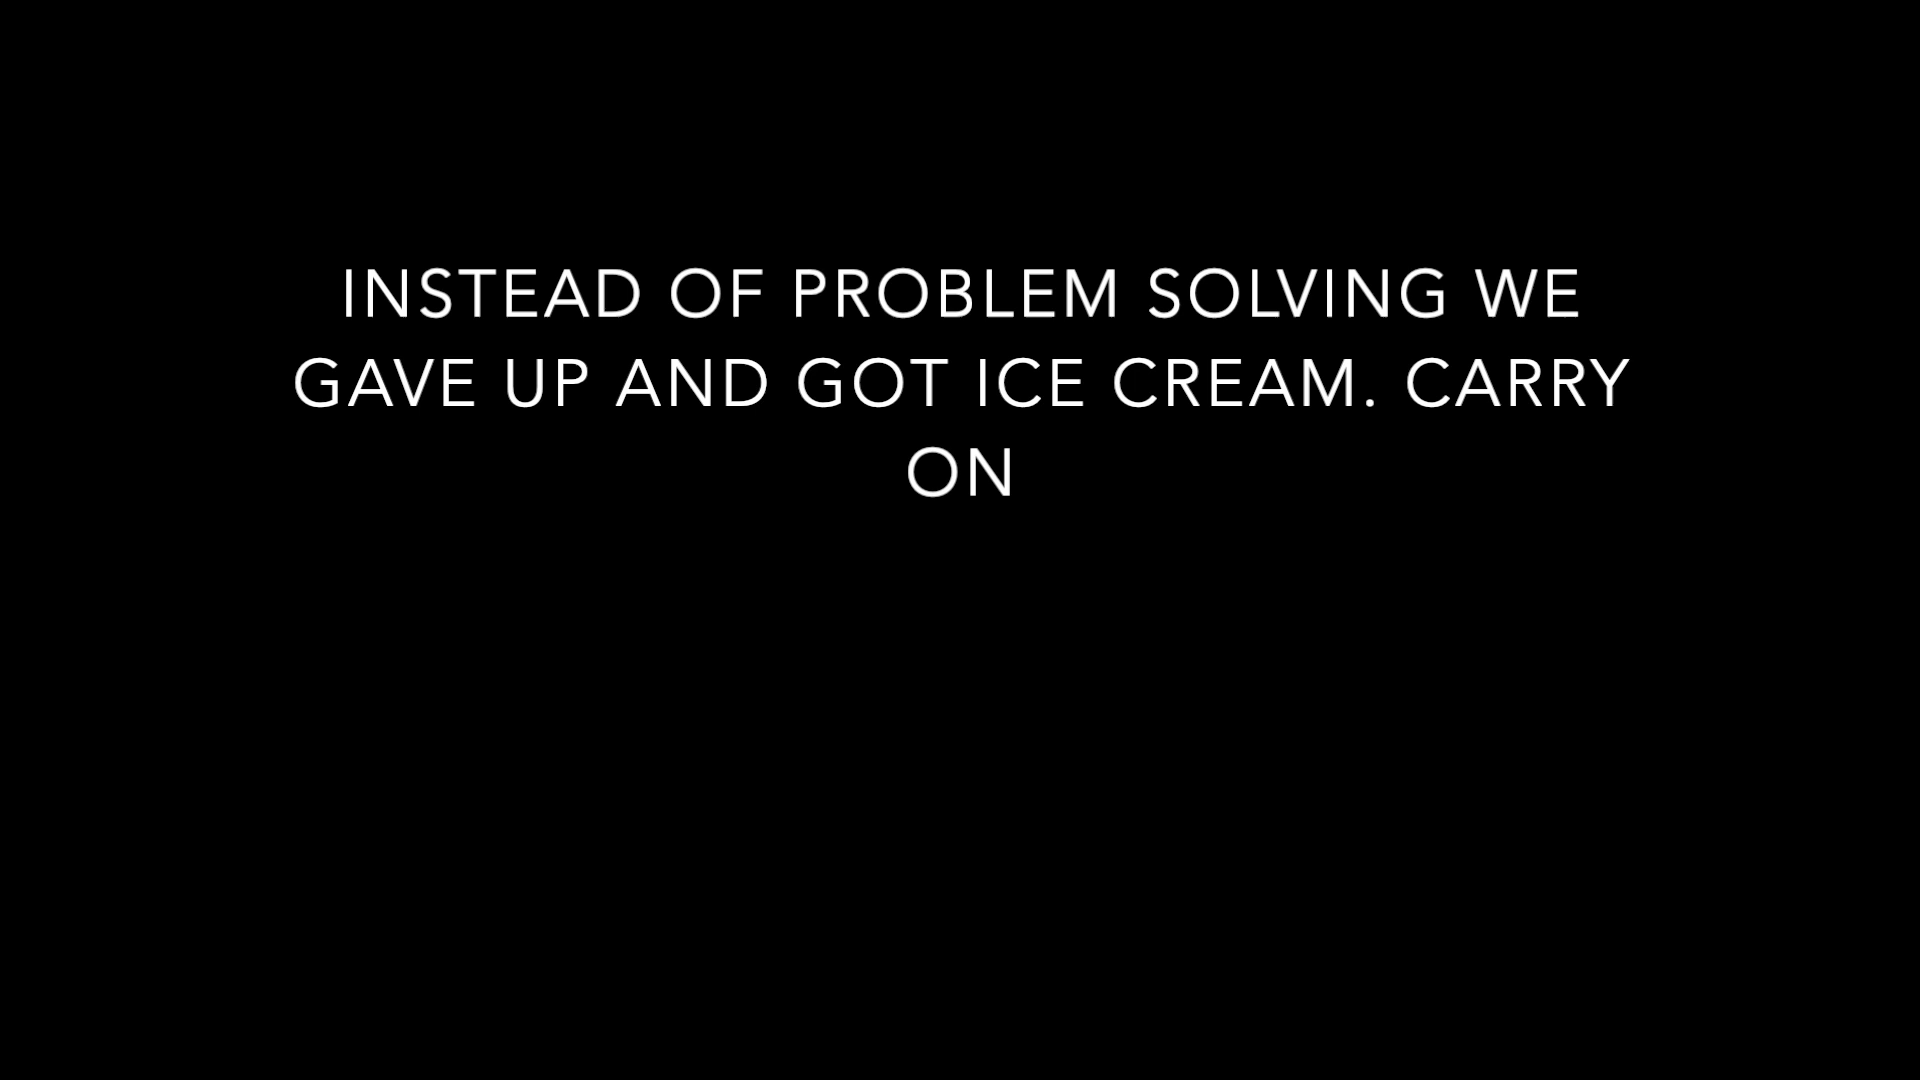 INSTEAD OF PROBLEM SOLVING WE
GAVE UP AND GOT ICE CREAM. CARRY
ON